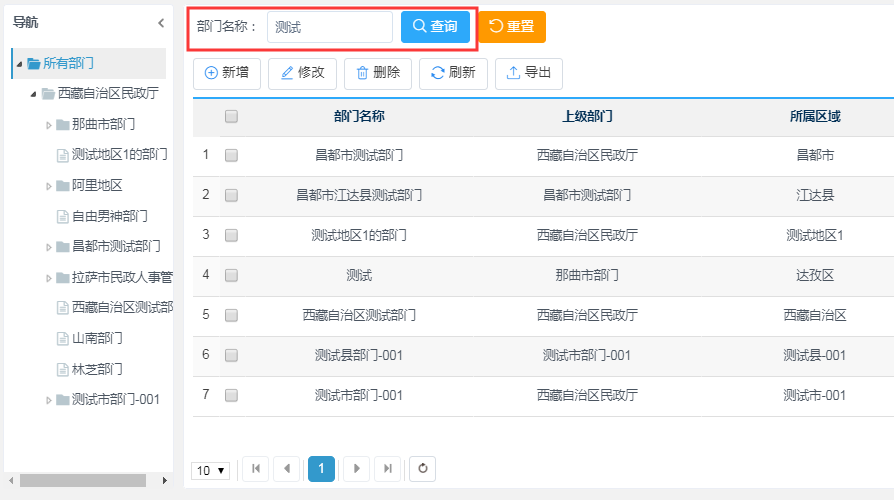 导航
所有部门
西藏自治区民政厅
那曲市部门
测试地区1的部门
阿里地区
自由男神部门
昌都市测试部门
拉萨市民政人事管
西藏自治区测试部
山南部门
林芝部门
测试市部门-001
部门名称： 测试 查询 重置
新增 修改 删除 刷新 导出
部门名称 上级部门 所属区域
1 昌都市测试部门 西藏自治区民政厅 昌都市
2 昌都市江达县测试部门 昌都市测试部门 江达县
3 测试地区1的部门 西藏自治区民政厅 测试地区1
4 测试 那曲市部门 达孜区
5 西藏自治区测试部门 西藏自治区民政厅 西藏自治区
6 测试县部门-001 测试市部门-001 测试县-001
7 测试市部门-001 西藏自治区民政厅 测试市-001
10 1